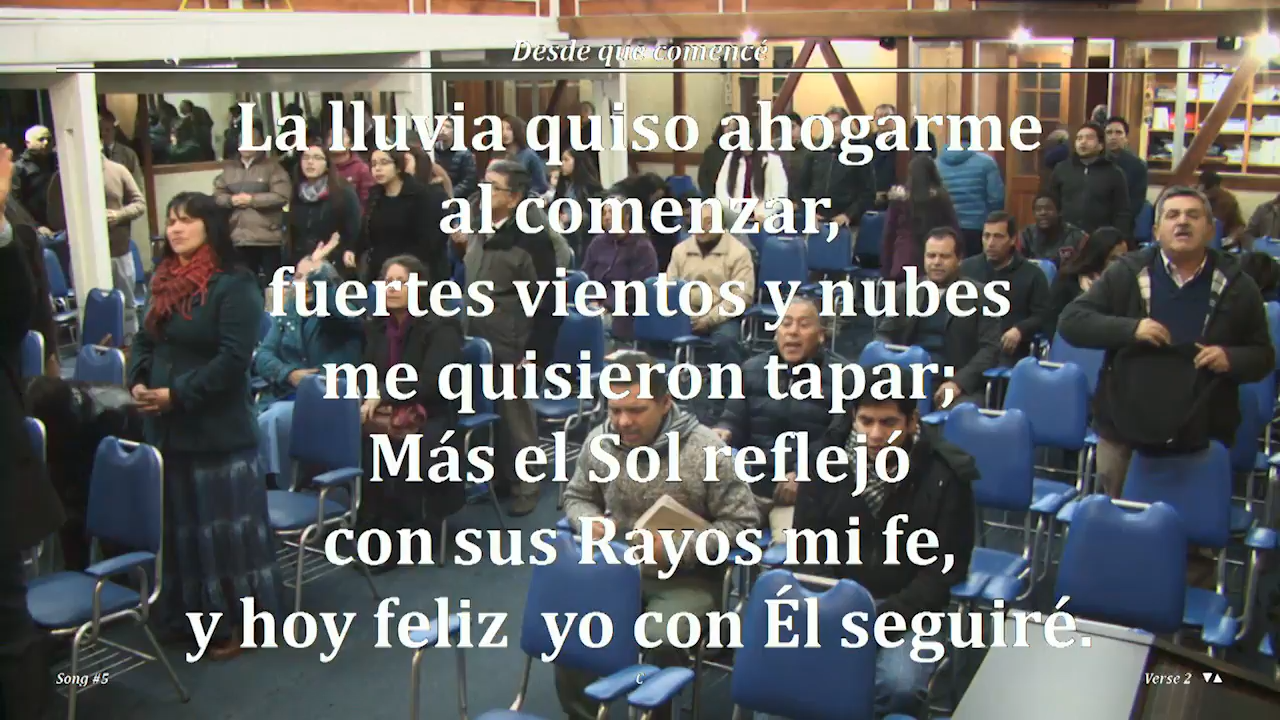 Desde que comencé
La lluvia quiso ahogarme
al comenzar,
fuertes vientos y nubes
me quisieron tapar;
Más el Sol reflejó
con sus Rayos mi fe,
y hoy feliz yo con Él seguiré.
Song #5
C
Verse 2 ▼▲